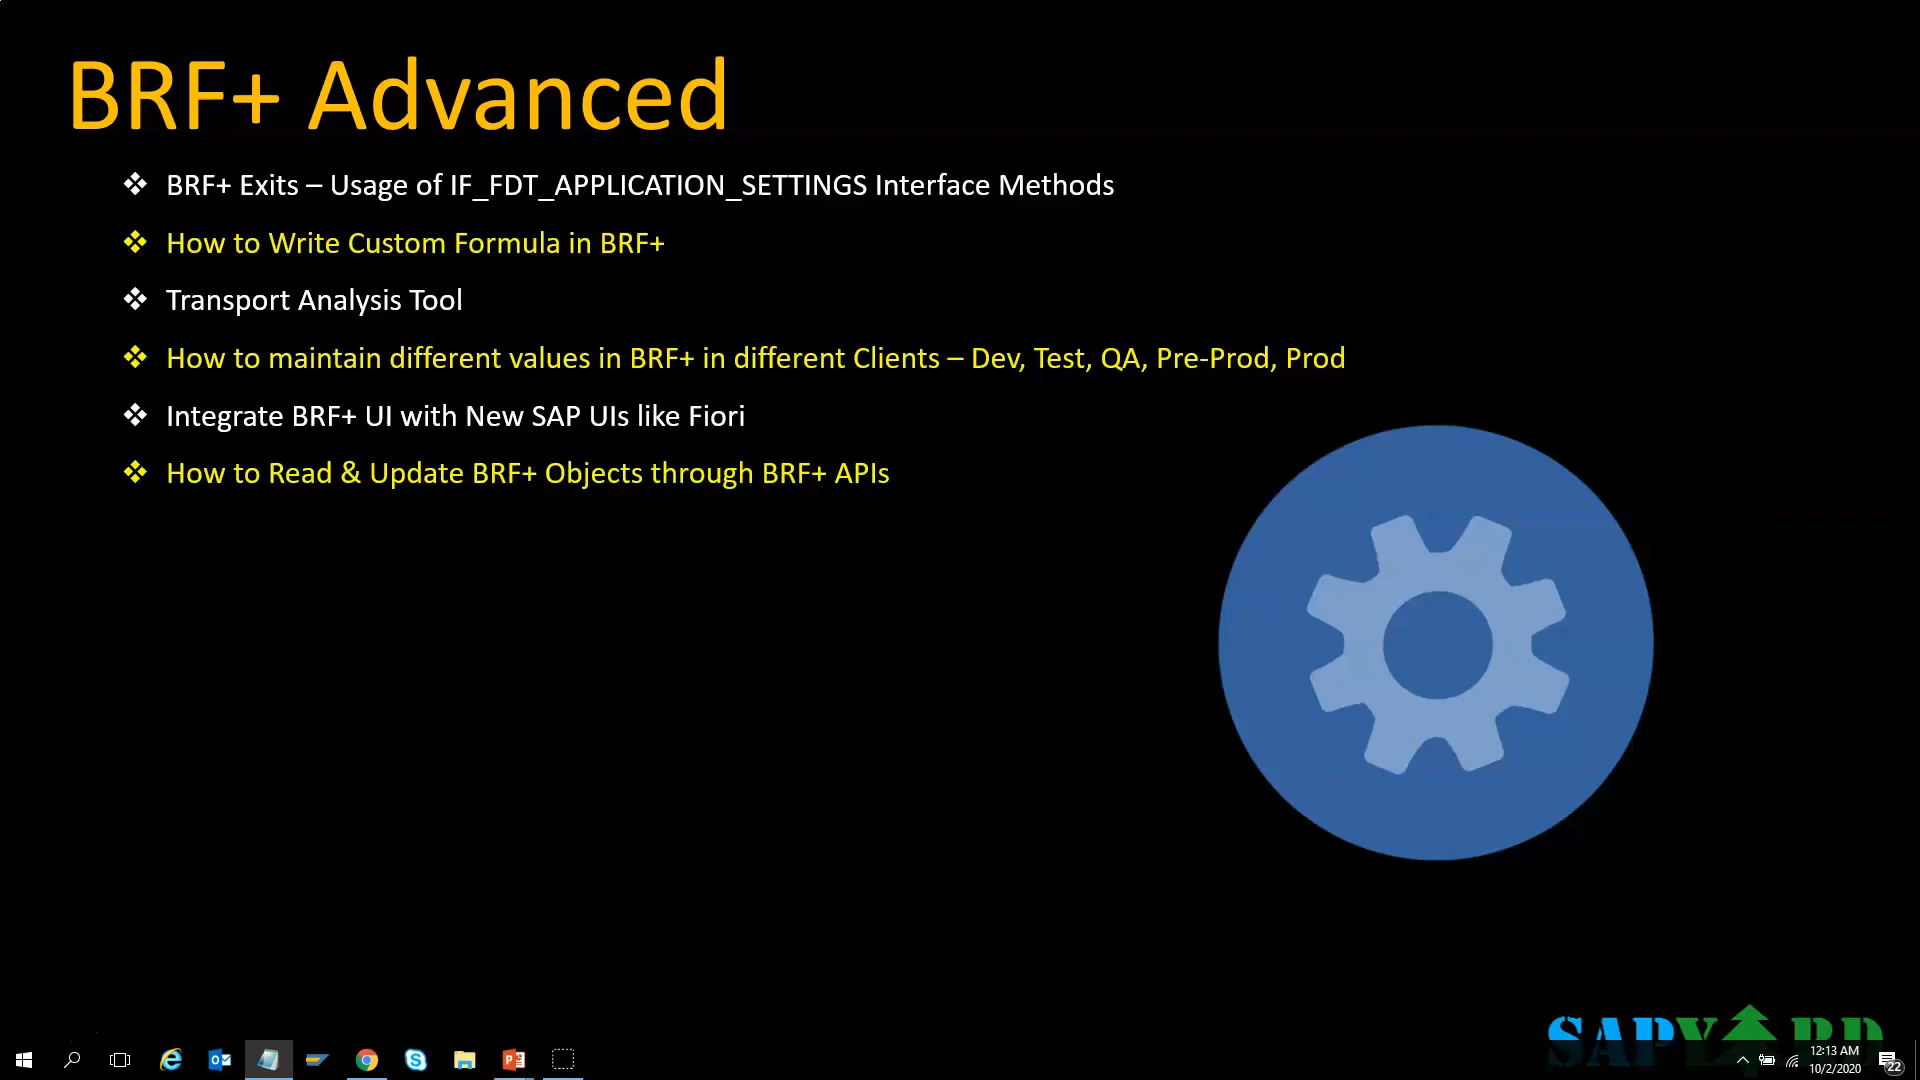 BRF+ Advanced
BRF+ Exits – Usage of IF_FDT_APPLICATION_SETTINGS Interface Methods
How to Write Custom Formula in BRF+
Transport Analysis Tool
How to maintain different values in BRF+ in different Clients – Dev, Test, QA, Pre-Prod, Prod
Integrate BRF+ UI with New SAP UIs like Fiori
How to Read & Update BRF+ Objects through BRF+ APIs
SAPYARD
12:13 AM
10/2/2020
22